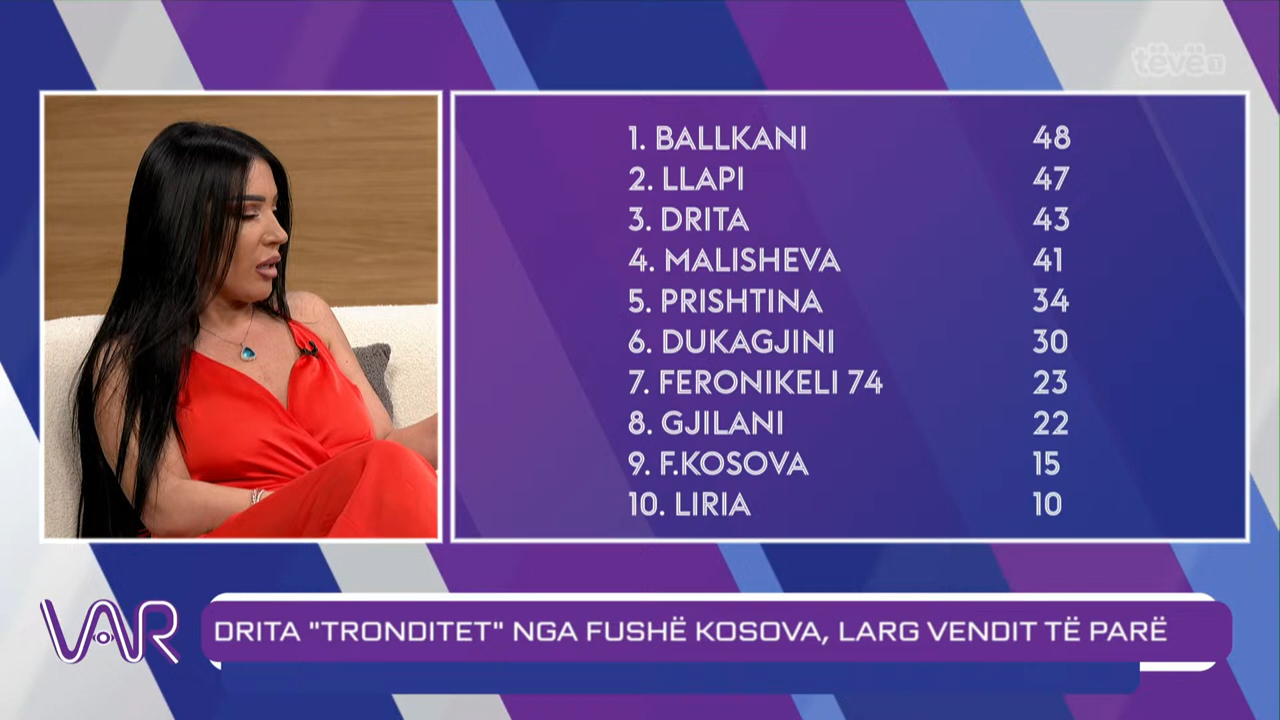 tëvë1
1. BALLKANI 48
2. LLAPI 47
3. DRITA 43
4. MALISHEVA 41
5. PRISHTINA 34
6. DUKAGJINI 30
7. FERONIKELI 74 23
8. GJILANI 22
9. F.KOSOVA 15
10. LIRIA 10
VAR
DRITA "TRONDITET" NGA FUSHË KOSOVA, LARG VENDIT TË PARË